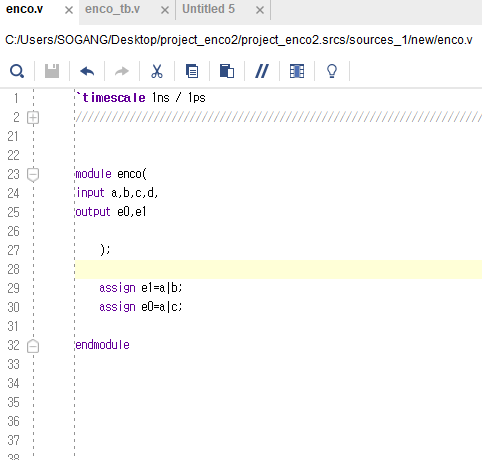 enco.v × enco_tb.v × Untitled 5 ×
C:/Users/SOGANG/Desktop/project_enco2/project_enco2.srcs/sources_1/new/enco.v
1 `timescale 1ns / 1ps
2 ////////////////////////////////////////////////////////////////////
21
22
23 module enco(
24 input a,b,c,d,
25 output e0,e1
26
27 );
28
29 assign e1=a|b;
30 assign e0=a|c;
31
32 endmodule
33
34
35
36
37
38